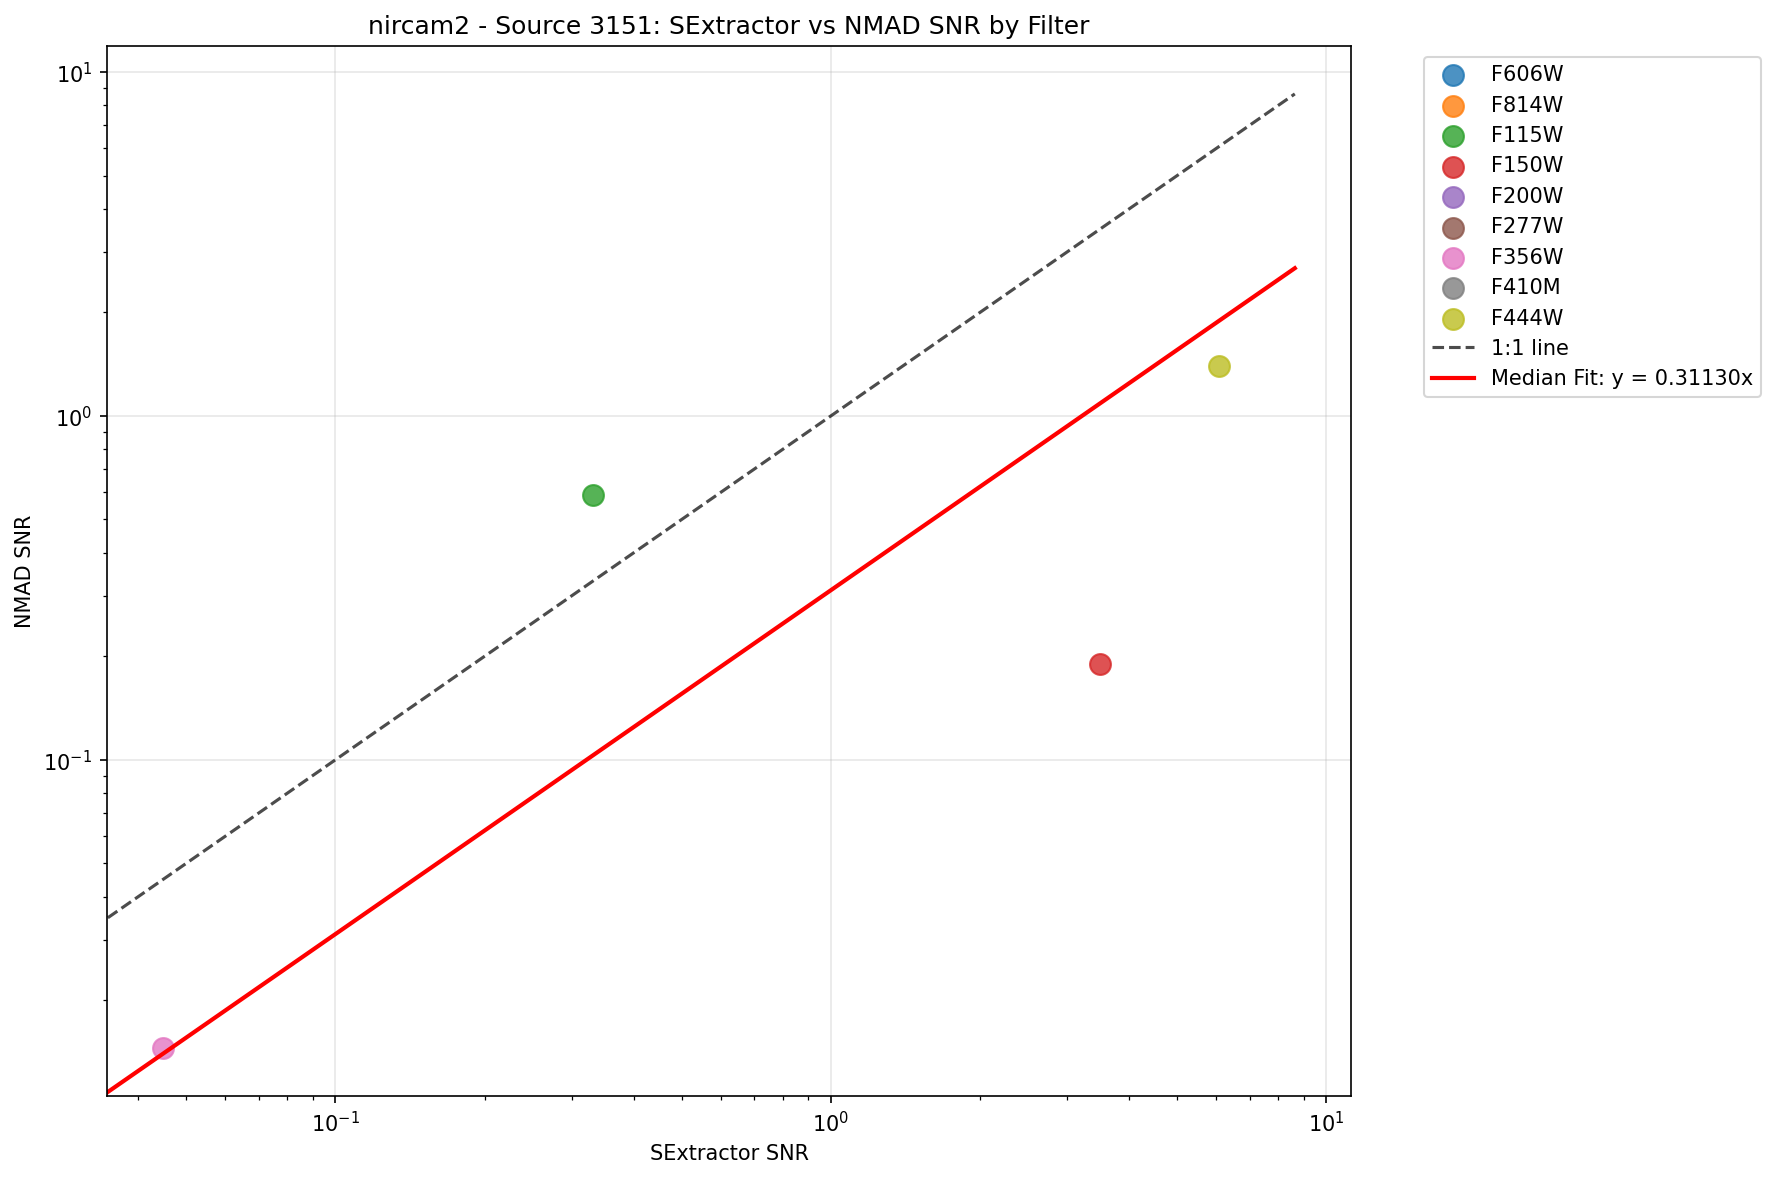 nircam2 - Source 3151: SExtractor vs NMAD SNR by Filter
10¹
10⁰
10⁻¹
NMAD SNR
10⁻¹
10⁰
10¹
SExtractor SNR
F606W
F814W
F115W
F150W
F200W
F277W
F356W
F410M
F444W
1:1 line
Median Fit: y = 0.31130x